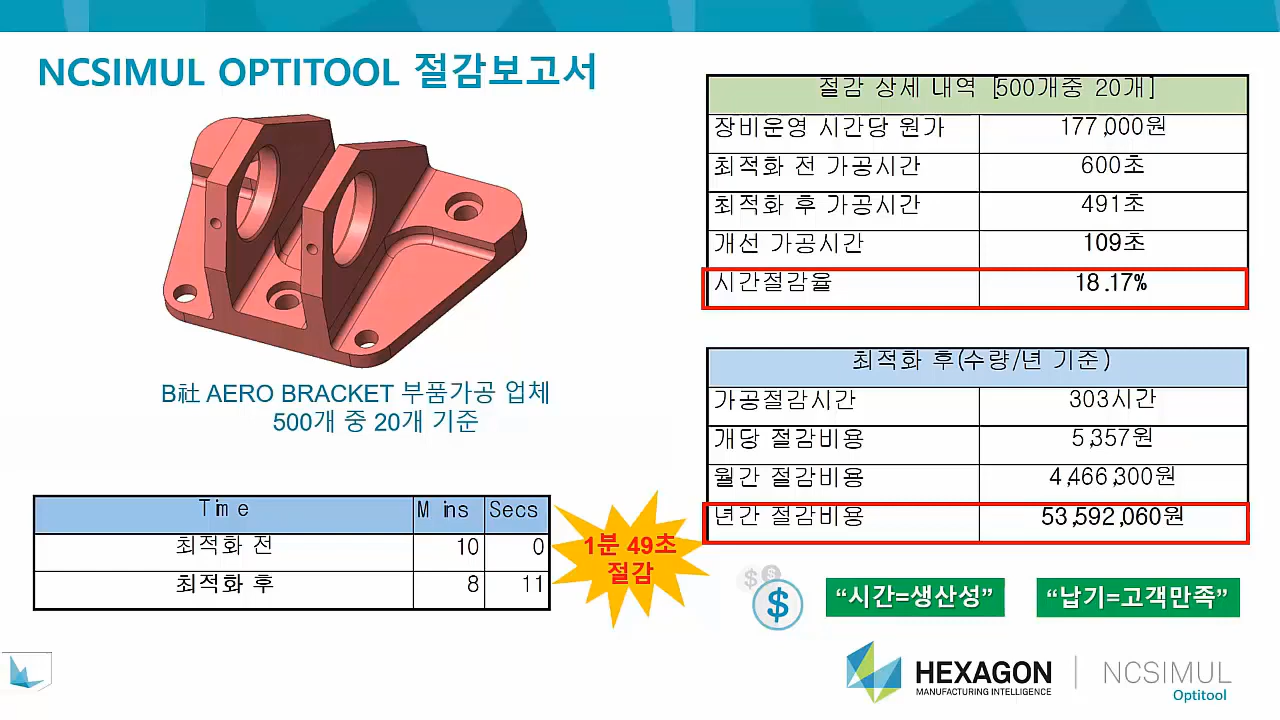 NCSIMUL OPTITOOL 절감보고서
B社 AERO BRACKET 부품가공 업체
500개 중 20개 기준
Time Mins Secs
최적화 전 10 0
최적화 후 8 11
1분 49초
절감
절감 상세 내역 [500개중 20개]
장비운영 시간당 원가 177,000원
최적화 전 가공시간 600초
최적화 후 가공시간 491초
개선 가공시간 109초
시간절감율 18.17%
최적화 후(수량/년 기준)
가공절감시간 303시간
개당 절감비용 5,357원
월간 절감비용 4,466,300원
년간 절감비용 53,592,060원
$ $ $
“시간=생산성” “납기=고객만족”
HEXAGON
MANUFACTURING INTELLIGENCE
NCSIMUL
Optitool